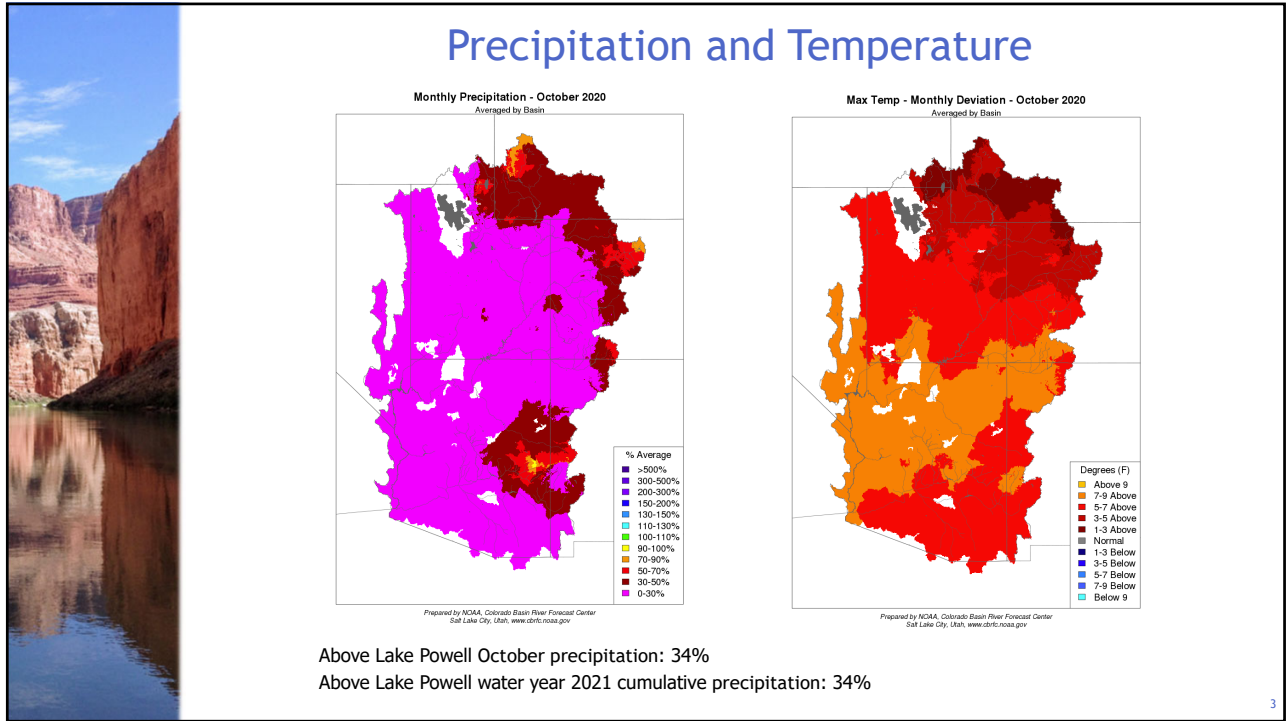 Precipitation and Temperature
Monthly Precipitation - October 2020
Averaged by Basin
% Average
>500%
300-500%
200-300%
150-200%
130-150%
110-130%
100-110%
90-100%
70-90%
50-70%
30-50%
0-30%
Prepared by NOAA, Colorado Basin River Forecast Center
Salt Lake City, Utah, www.cbrfc.noaa.gov
Max Temp - Monthly Deviation - October 2020
Averaged by Basin
Degrees (F)
Above 9
7-9 Above
5-7 Above
3-5 Above
1-3 Above
Normal
1-3 Below
3-5 Below
5-7 Below
7-9 Below
Below 9
Prepared by NOAA, Colorado Basin River Forecast Center
Salt Lake City, Utah, www.cbrfc.noaa.gov
Above Lake Powell October precipitation: 34%
Above Lake Powell water year 2021 cumulative precipitation: 34%
3